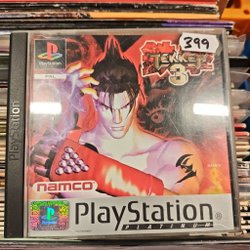 PlayStation
PAL
399
TEKKEN
3
namco
PlayStation
PLATINUM
PlayStation